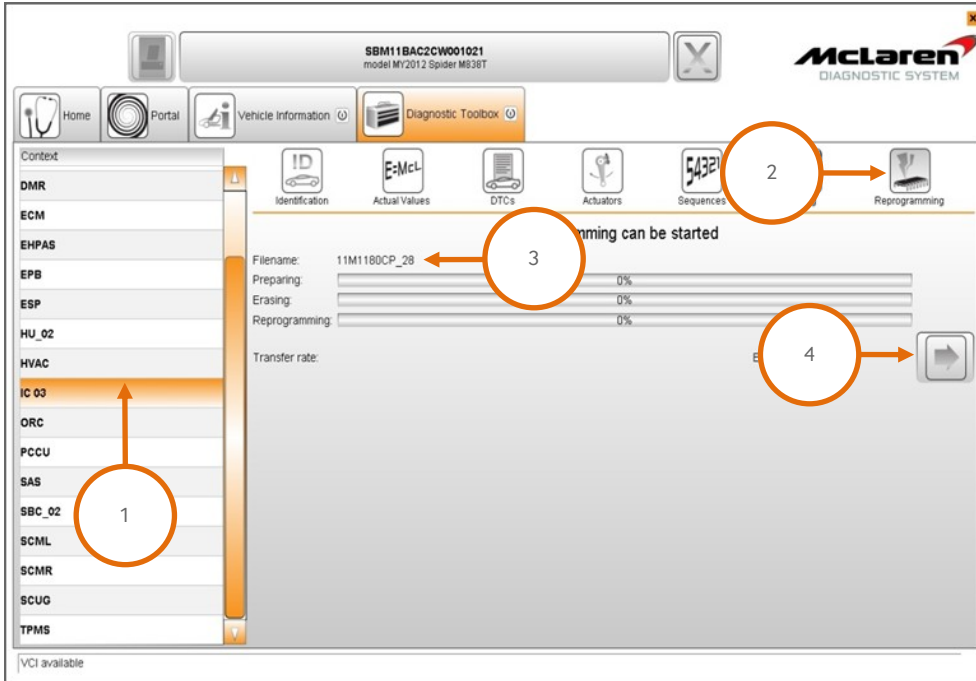 SBM11BAC2CW001021
model MY2012 Spider M838T
McLaren
DIAGNOSTIC SYSTEM
Home
Portal
Vehicle Information
Diagnostic Toolbox
Context
DMR
ECM
EHPAS
EPB
ESP
HU_02
HVAC
IC 03
ORC
PCCU
SAS
SBC_02
SCML
SCMR
SCUG
TPMS
ID
Identification
E=McL
Actual Values
DTCs
Actuators
54321
Sequences
Reprogramming
mming can be started
Filename: 11M1180CP_28
Preparing: 0%
Erasing: 0%
Reprogramming: 0%
Transfer rate:
1
2
3
4
VCI available